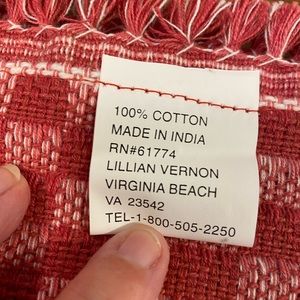 100% COTTON
MADE IN INDIA
RN#61774
LILLIAN VERNON
VIRGINIA BEACH
VA 23542
TEL-1-800-505-2250